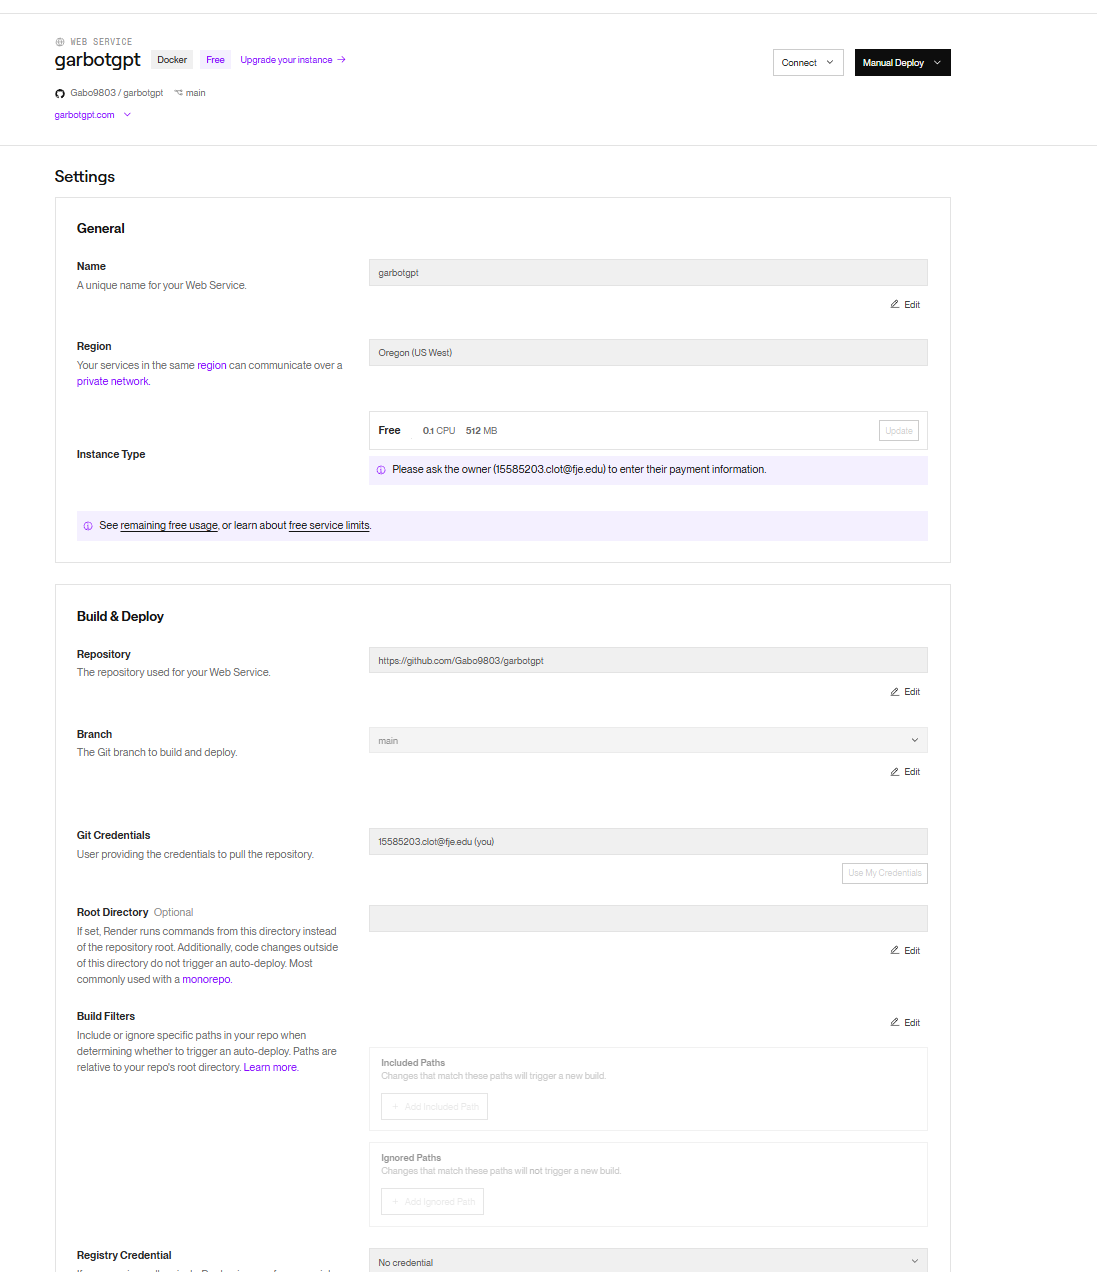 WEB SERVICE
garbotgpt Docker Free Upgrade your instance →
Connect
Manual Deploy
Gabo9803 / garbotgpt main
garbotgpt.com
Settings
General
Name
A unique name for your Web Service.
garbotgpt
Edit
Region
Your services in the same region can communicate over a
private network.
Oregon (US West)
Instance Type
Free 0.1 CPU 512 MB
Update
Please ask the owner (15585203.clot@fje.edu) to enter their payment information.
See remaining free usage, or learn about free service limits.
Build & Deploy
Repository
The repository used for your Web Service.
https://github.com/Gabo9803/garbotgpt
Edit
Branch
The Git branch to build and deploy.
main
Edit
Git Credentials
User providing the credentials to pull the repository.
15585203.clot@fje.edu (you)
Use My Credentials
Root Directory Optional
If set, Render runs commands from this directory instead
of the repository root. Additionally, code changes outside
of this directory do not trigger an auto-deploy. Most
commonly used with a monorepo.
Edit
Build Filters
Include or ignore specific paths in your repo when
determining whether to trigger an auto-deploy. Paths are
relative to your repo's root directory. Learn more.
Edit
Included Paths
Changes that match these paths will trigger a new build.
+ Add Included Path
Ignored Paths
Changes that match these paths will not trigger a new build.
+ Add Ignored Path
Registry Credential
No credential